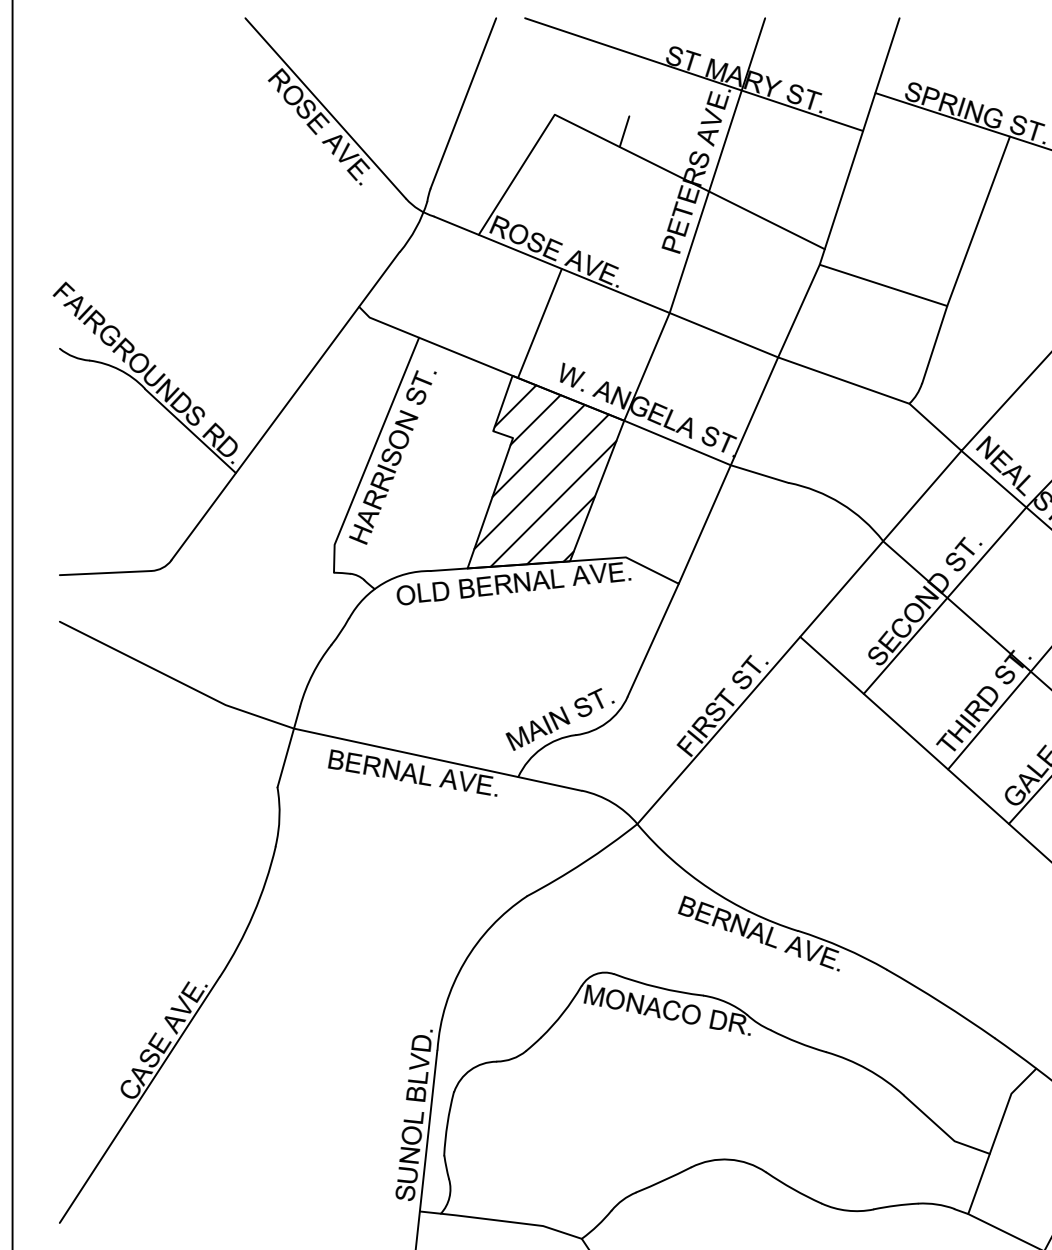 ST MARY ST.
SPRING ST.
ROSE AVE.
PETERS AVE.
ROSE AVE.
FAIRGROUNDS RD.
W. ANGELA ST.
HARRISON ST.
NEAL ST
OLD BERNAL AVE.
SECOND ST.
THIRD ST.
FIRST ST.
MAIN ST.
GALE
BERNAL AVE.
BERNAL AVE.
MONACO DR.
CASE AVE.
SUNOL BLVD.